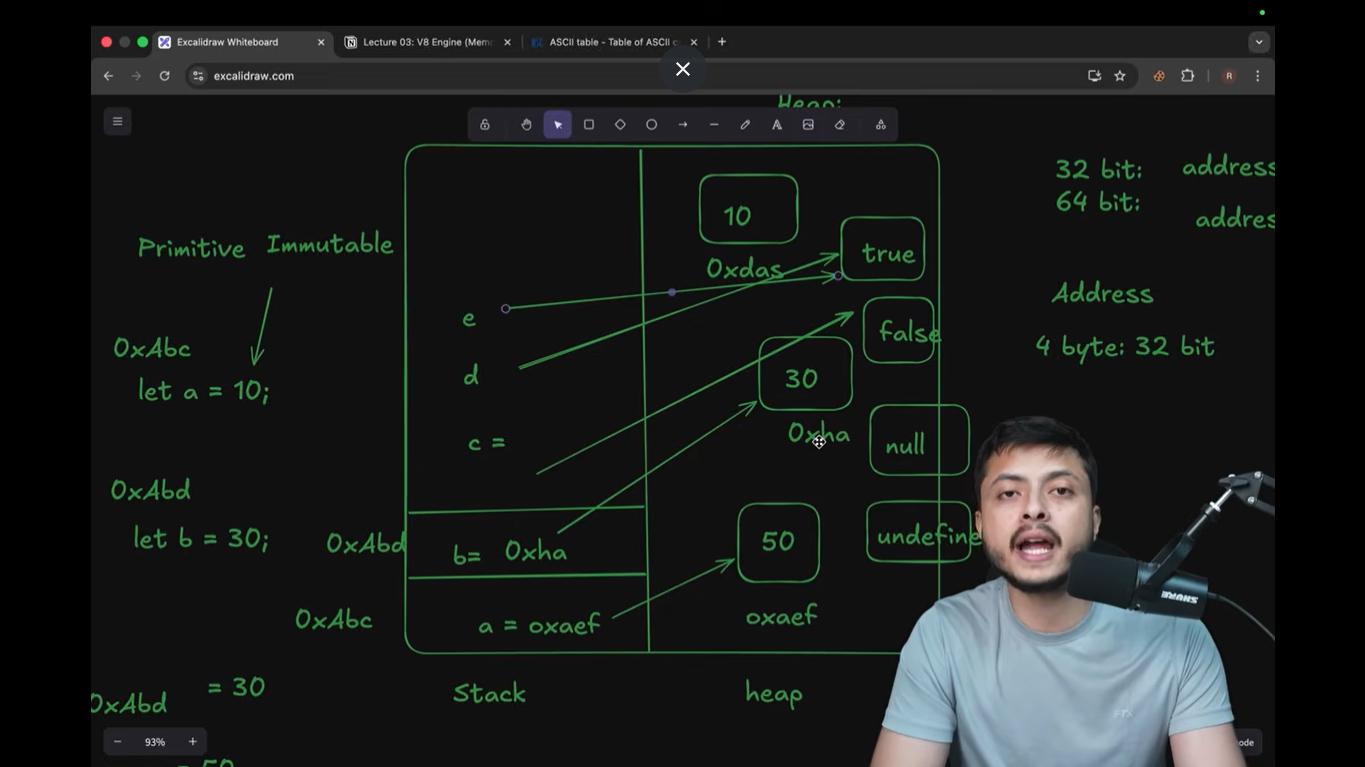 Excalidraw Whiteboard
Lecture 03: V8 Engine (Mem
ASCII table - Table of ASCII c
excalidraw.com
R
Heap:
10
0xdas
true
false
30
0xha
null
50
undefine
oxaef
e
d
c =
b= 0xha
a = oxaef
Stack
heap
Primitive Immutable
0xAbc
let a = 10;
0xAbd
let b = 30;
0xAbd
0xAbc
0xAbd = 30
= 50
32 bit: address
64 bit: addres
Address
4 byte: 32 bit
93%
ode
SHURE